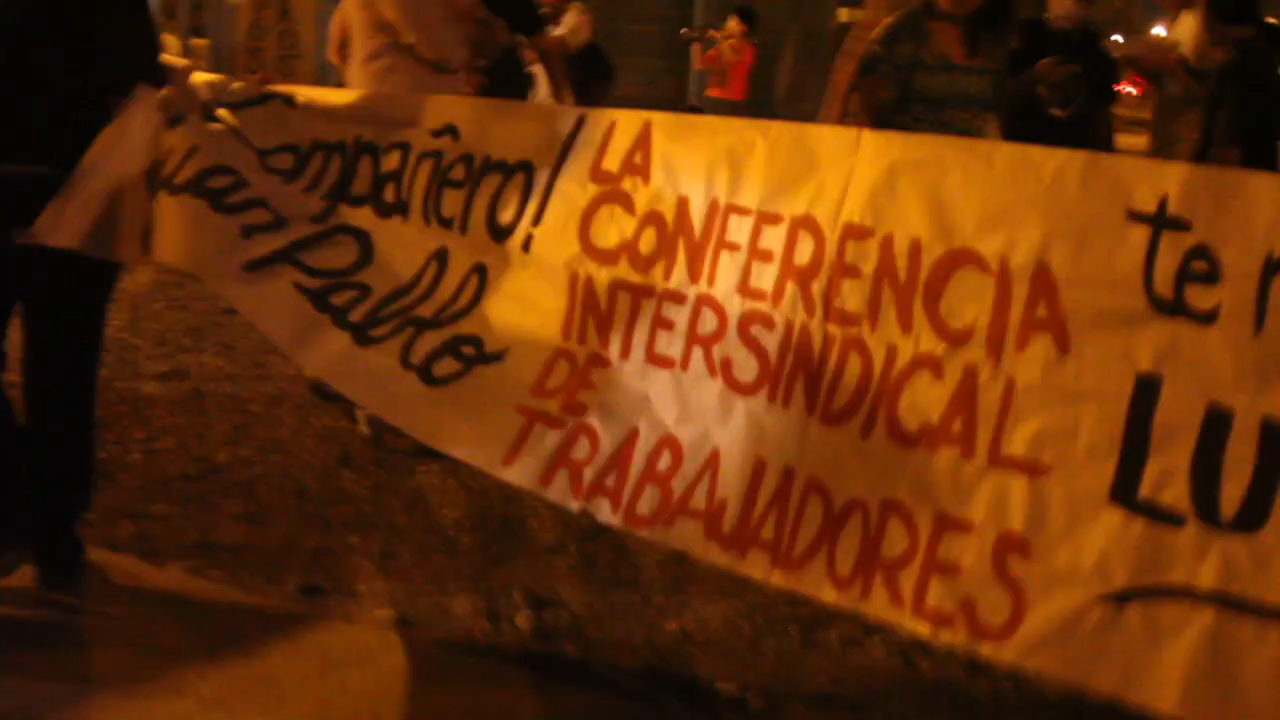 Compañero!
Juan Pablo
LA
CONFERENCIA
INTERSINDICAL
DE
TRABAJADORES
te
LU